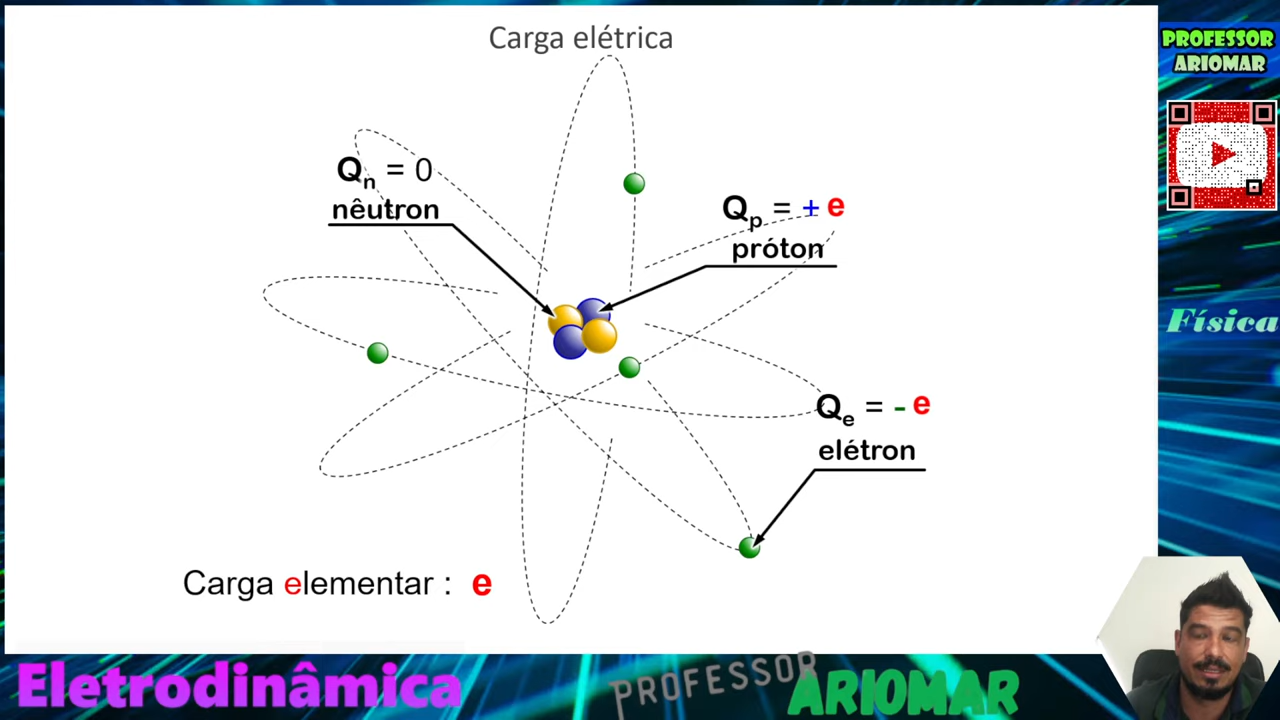 Carga elétrica
Qn = 0
nêutron
Qp = + e
próton
Qe = - e
elétron
Carga elementar : e
PROFESSOR
ARIOMAR
Física
Eletrodinâmica
PROFESSOR
ARIOMAR